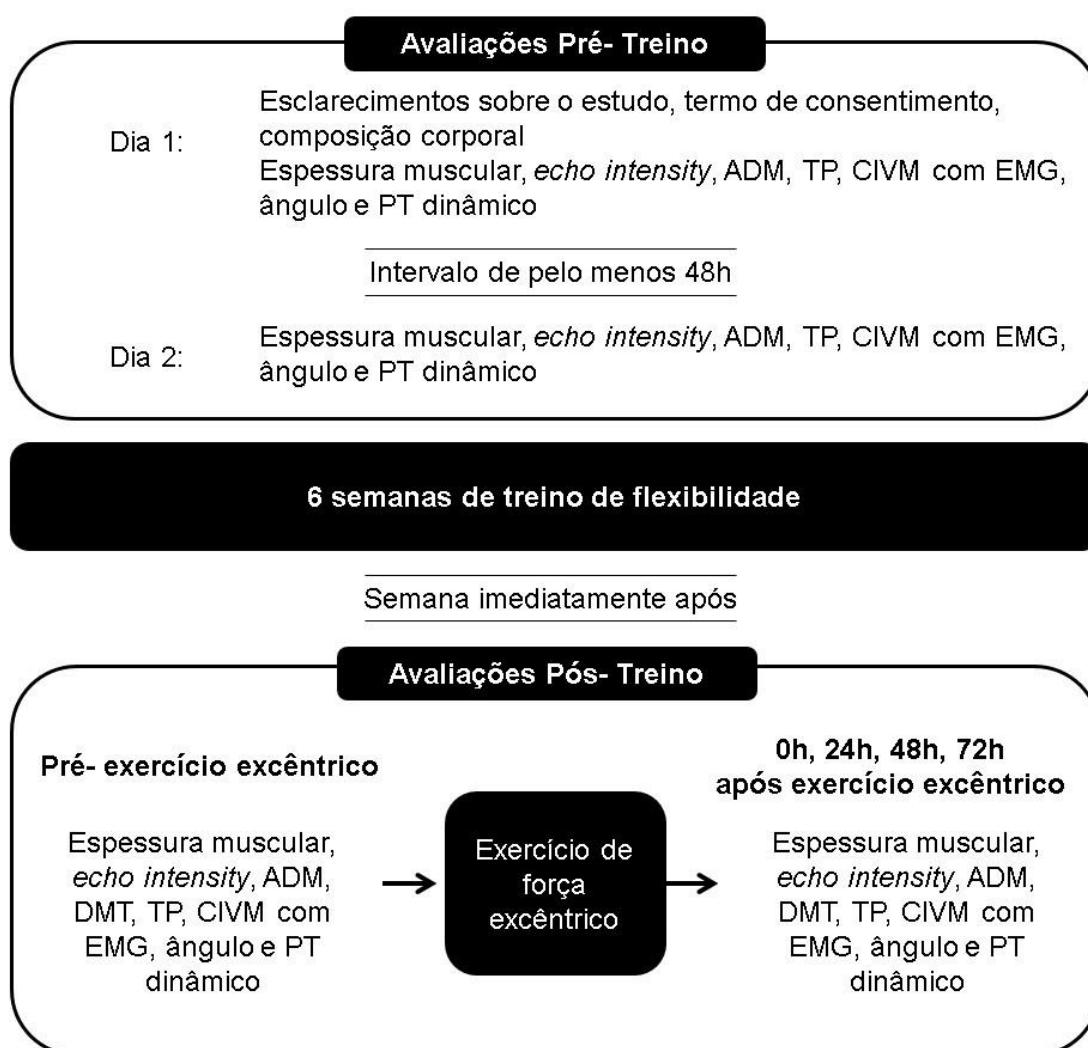 Avaliações Pré- Treino
Dia 1:
Esclarecimentos sobre o estudo, termo de consentimento,
composição corporal
Espessura muscular, echo intensity, ADM, TP, CIVM com EMG,
ângulo e PT dinâmico
Intervalo de pelo menos 48h
Dia 2:
Espessura muscular, echo intensity, ADM, TP, CIVM com EMG,
ângulo e PT dinâmico
6 semanas de treino de flexibilidade
Semana imediatamente após
Avaliações Pós- Treino
Pré- exercício excêntrico
Espessura muscular,
echo intensity, ADM,
DMT, TP, CIVM com
EMG, ângulo e PT
dinâmico
Exercício de
força
excêntrico
0h, 24h, 48h, 72h
após exercício excêntrico
Espessura muscular,
echo intensity, ADM,
DMT, TP, CIVM com
EMG, ângulo e PT
dinâmico